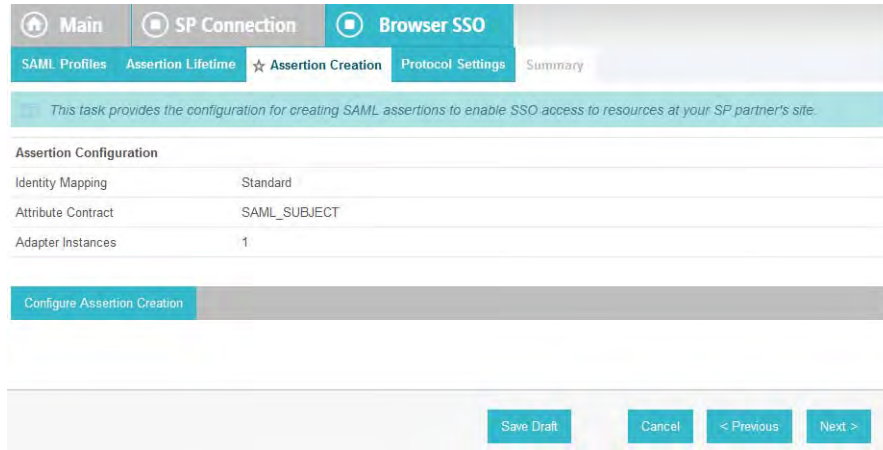 Main SP Connection Browser SSO
SAML Profiles Assertion Lifetime Assertion Creation Protocol Settings Summary
This task provides the configuration for creating SAML assertions to enable SSO access to resources at your SP partner's site.
Assertion Configuration
Identity Mapping Standard
Attribute Contract SAML_SUBJECT
Adapter Instances 1
Configure Assertion Creation
Save Draft Cancel < Previous Next >